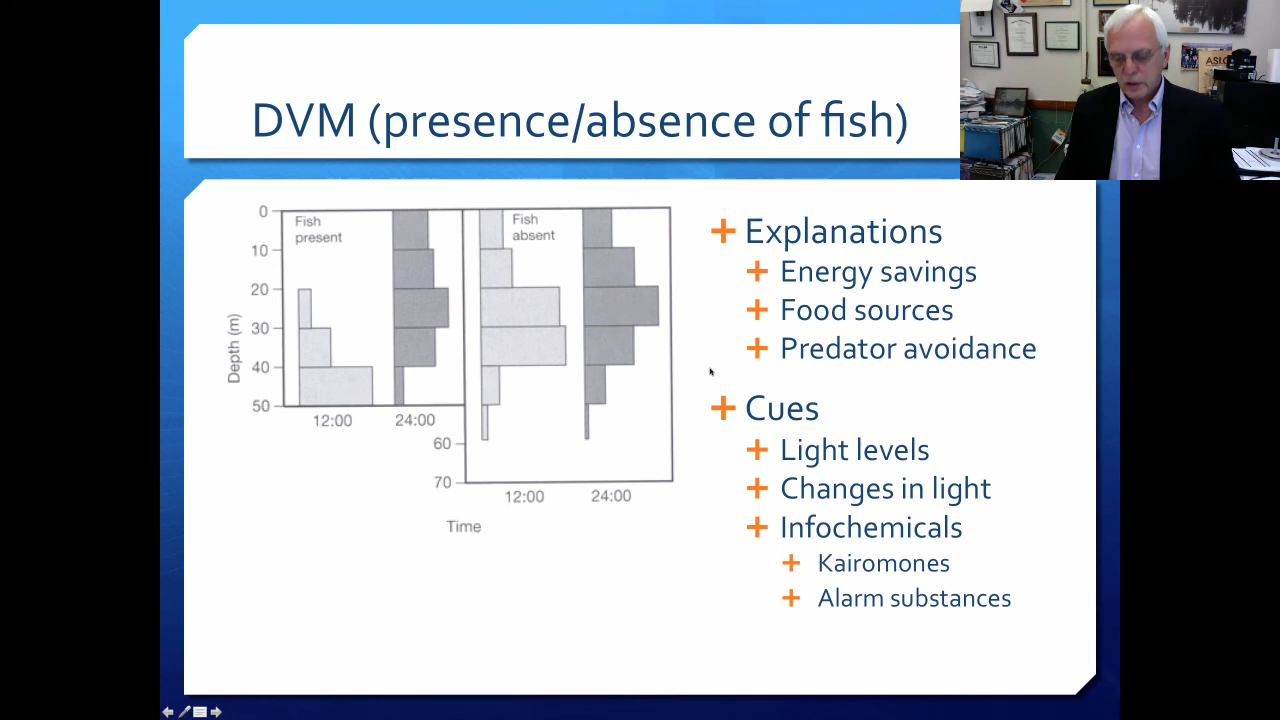 DVM (presence/absence of fish)
ASLO
Fish
present
Fish
absent
0
10
20
30
40
50
60
70
Depth (m)
12:00
24:00
12:00
24:00
Time
Explanations
Energy savings
Food sources
Predator avoidance
Cues
Light levels
Changes in light
Infochemicals
Kairomones
Alarm substances